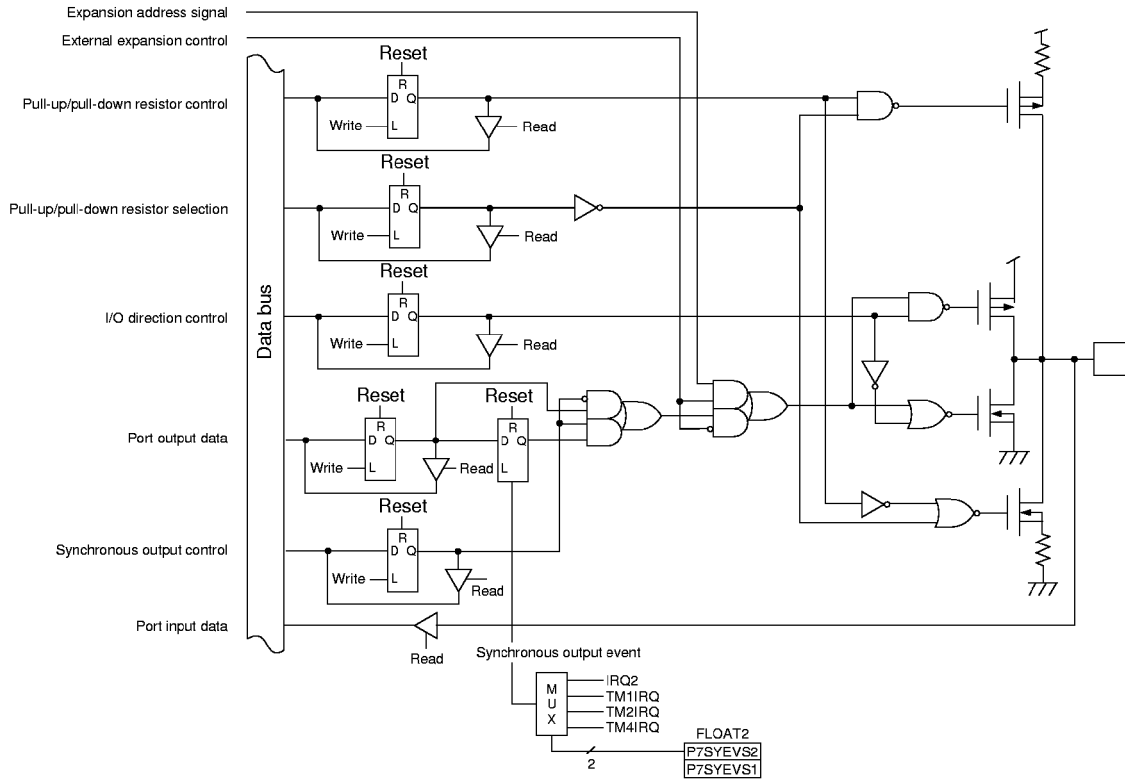 Expansion address signal
External expansion control
Reset
R
Pull-up/pull-down resistor control
D Q
Write
L
Read
Reset
R
Pull-up/pull-down resistor selection
D Q
Write
L
Read
Reset
R
I/O direction control
D Q
Write
L
Read
Data bus
Reset
Reset
R
R
Port output data
D Q
D Q
Write
L
Read
L
Reset
R
Synchronous output control
D Q
Write
L
Read
Port input data
Read
Synchronous output event
MUX
IRQ2
TM1IRQ
TM2IRQ
TM4IRQ
FLOAT2
2
P7SYEVS2
P7SYEVS1